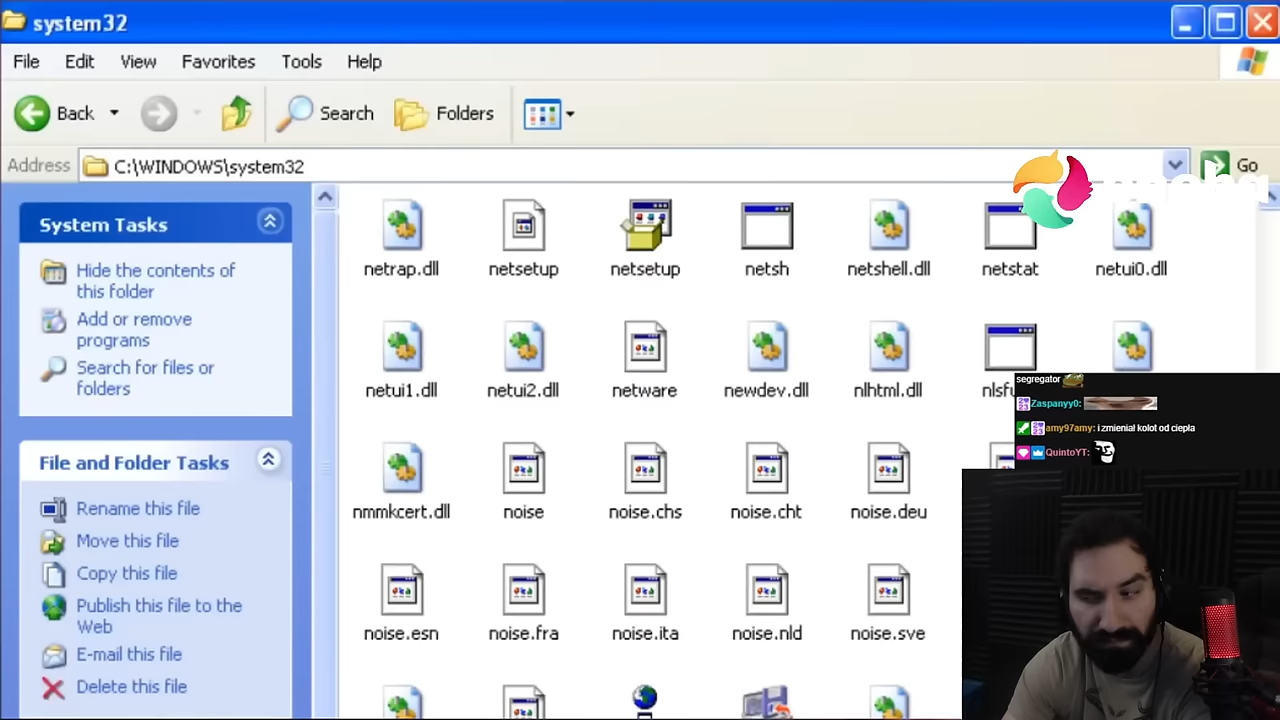 system32
File Edit View Favorites Tools Help
Back Search Folders
Address C:\WINDOWS\system32 Go
System Tasks
Hide the contents of
this folder
Add or remove
programs
Search for files or
folders
File and Folder Tasks
Rename this file
Move this file
Copy this file
Publish this file to the
Web
E-mail this file
Delete this file
netrap.dll netsetup netsetup netsh netshell.dll netstat netui0.dll
netui1.dll netui2.dll netware newdev.dll nlhtml.dll
nmmkcert.dll noise noise.chs noise.cht noise.deu
noise.esn noise.fra noise.ita noise.nld noise.sve
segregator
Zaspanyy0:
amy97amy: i zmieniał kolot od ciepła
QuintoYT: